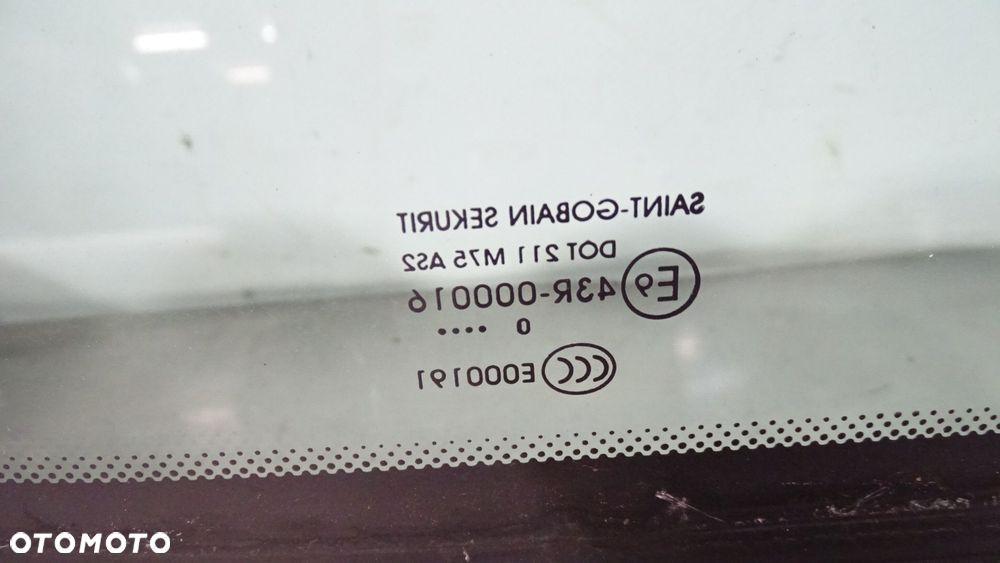 SAINT-GOBAIN SEKURIT
DOT 211 M75 AS2
E9 43R-000016
0 ••••
CCC E000191
OTOMOTO